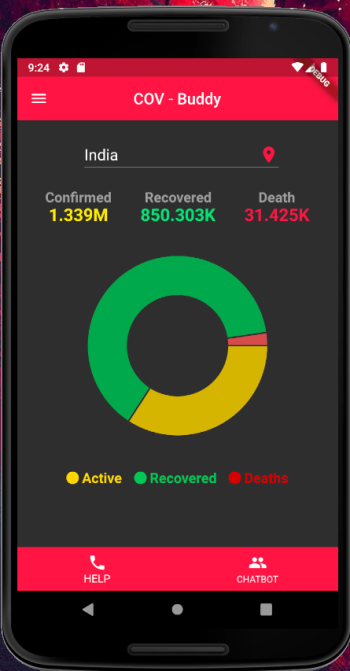 9:24
DEBUG
COV - Buddy
India
Confirmed Recovered Death
1.339M 850.303K 31.425K
Active Recovered Deaths
HELP CHATBOT